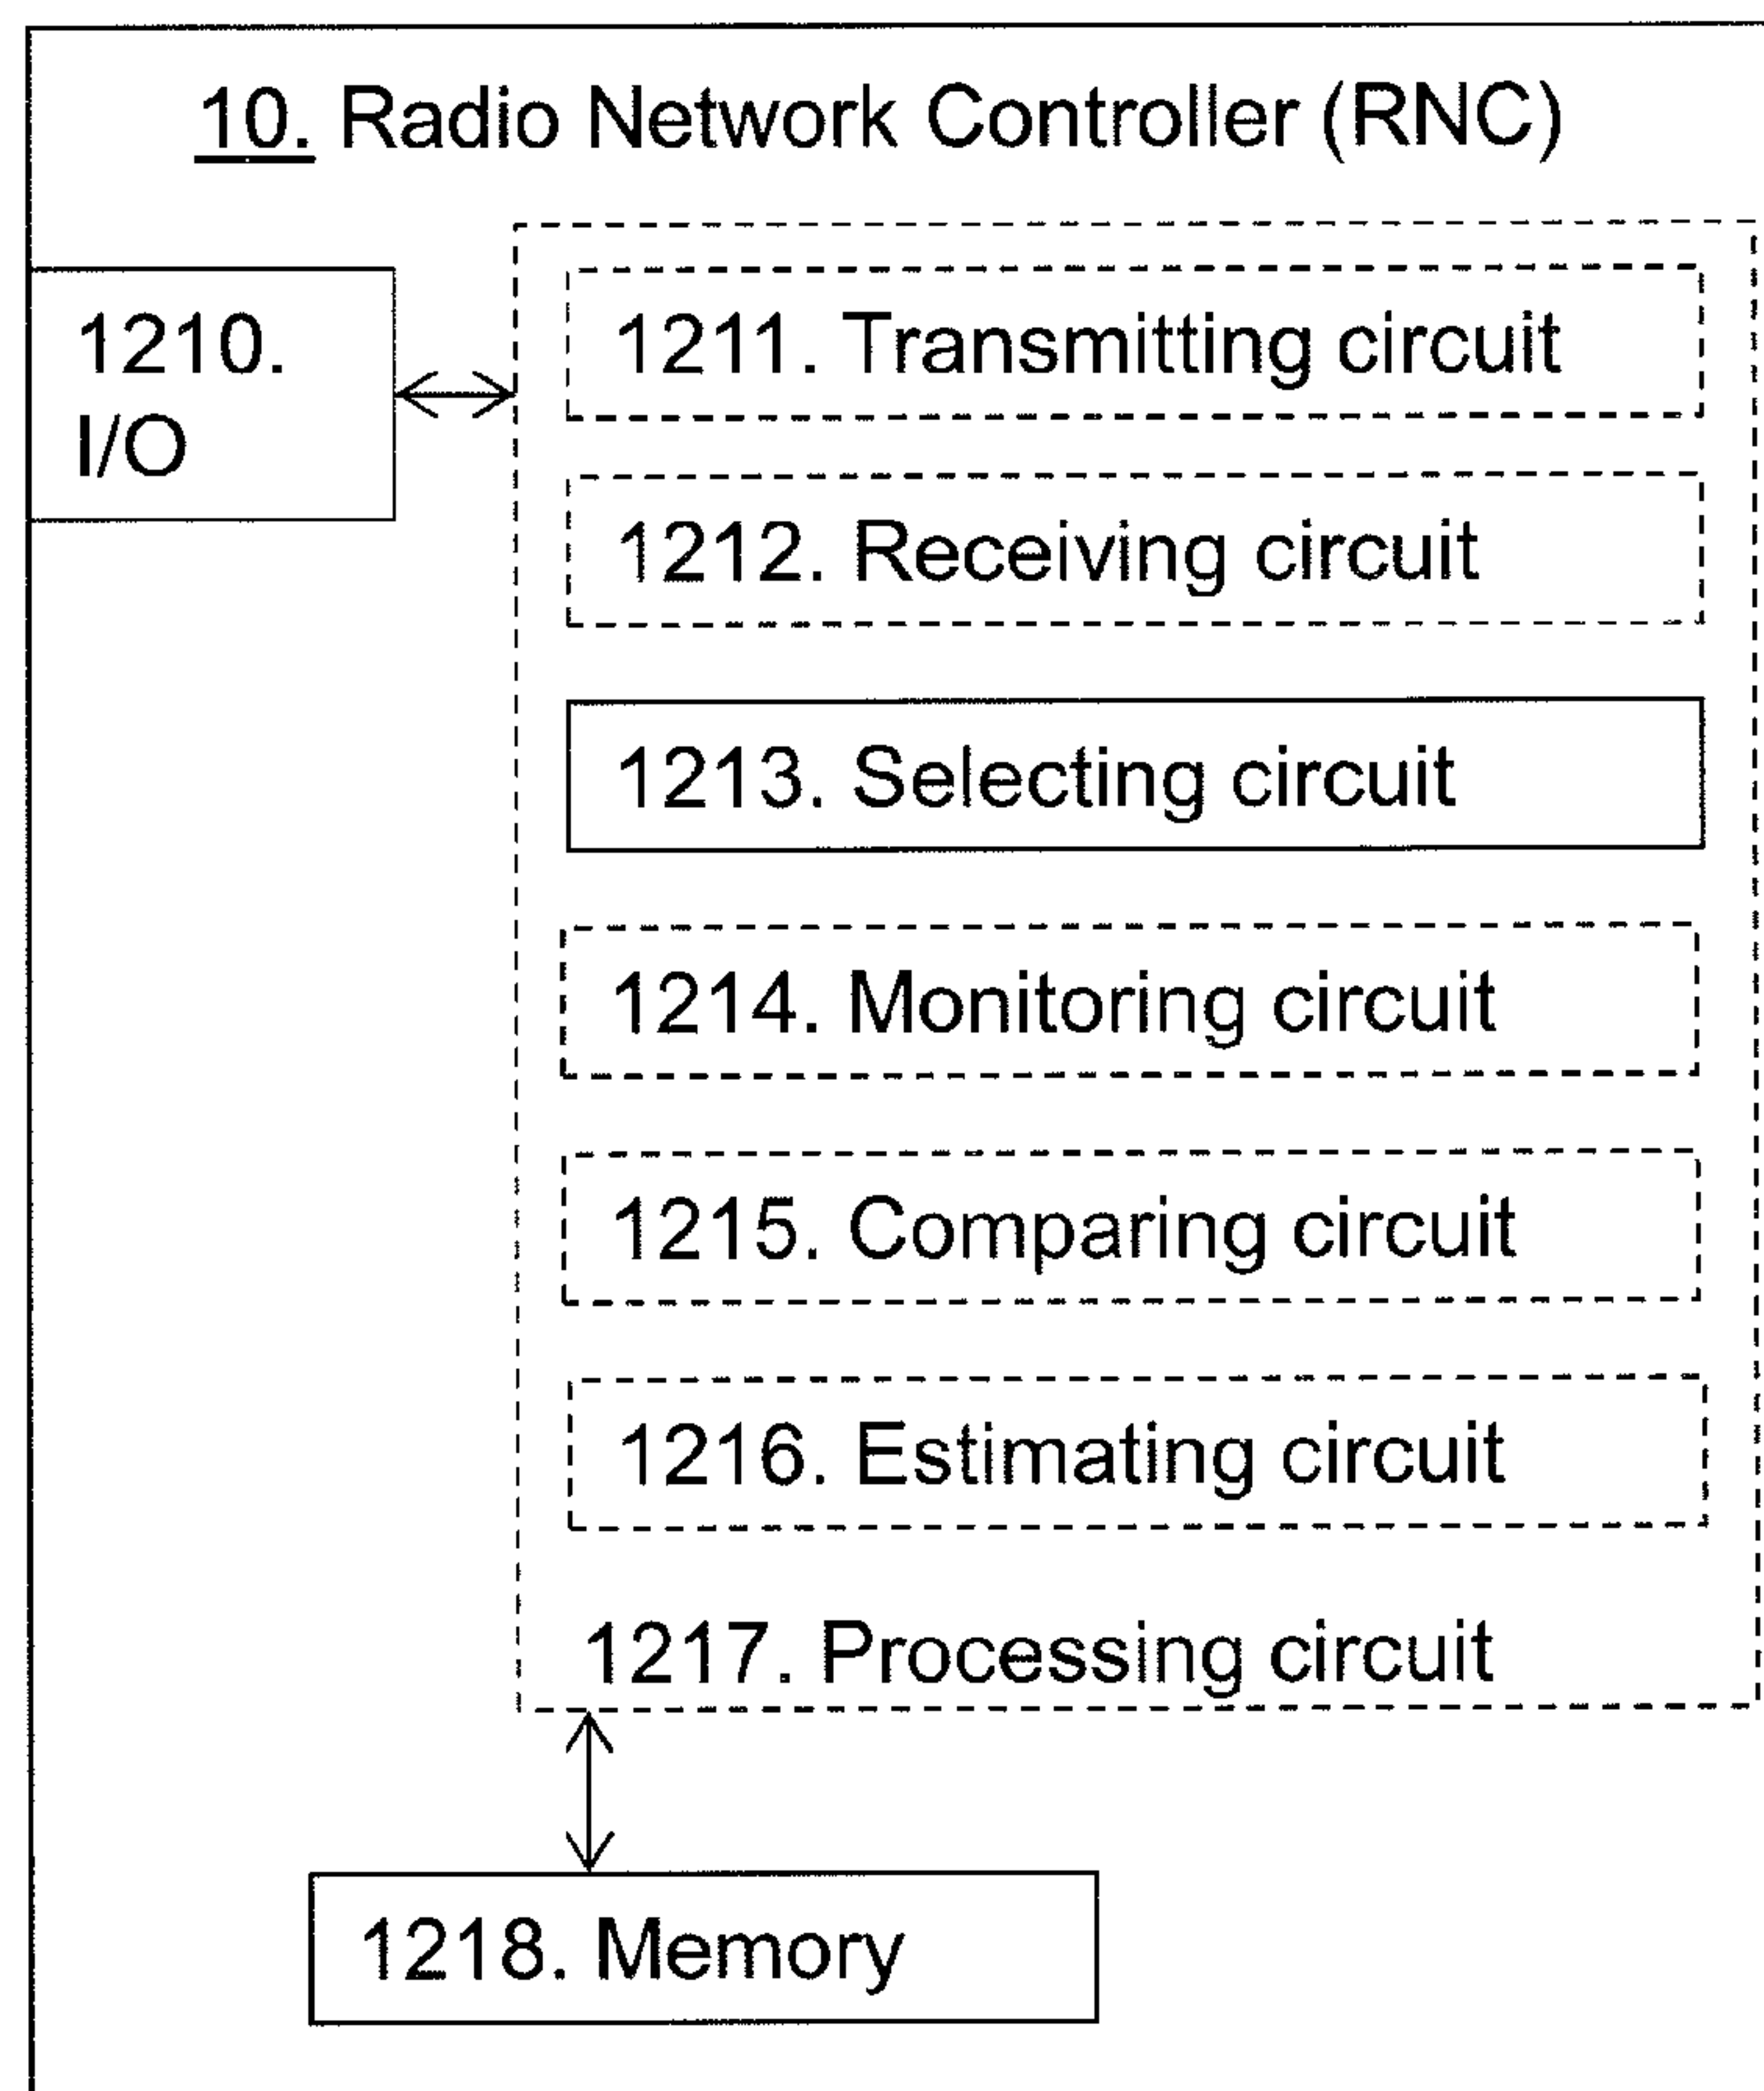 10. Radio Network Controller (RNC)
1210.
I/O
1211. Transmitting circuit
1212. Receiving circuit
1213. Selecting circuit
1214. Monitoring circuit
1215. Comparing circuit
1216. Estimating circuit
1217. Processing circuit
1218. Memory